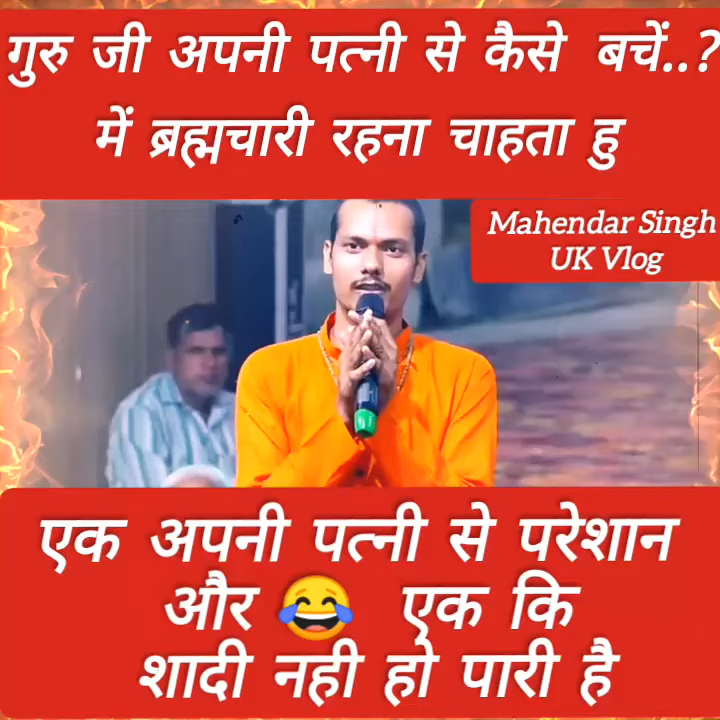 गुरु जी अपनी पत्नी से कैसे बचें..?
में ब्रह्मचारी रहना चाहता हु
Mahendar Singh
UK Vlog
एक अपनी पत्नी से परेशान
और 😂 एक कि
शादी नही हो पारी है